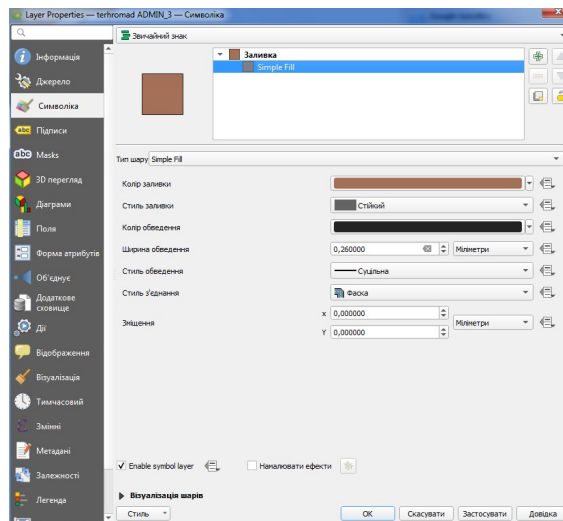 Layer Properties — terhromad ADMIN_3 — Символіка
Звичайний знак
Інформація
Джерело
Символіка
abc Підписи
abc Masks
3D перегляд
Діаграми
Поля
Форма атрибутів
Об'єднує
Додаткове
сховище
Дії
Відображення
Візуалізація
Тимчасовий
Змінні
Метадані
Залежності
Легенда
Заливка
Simple Fill
Тип шару Simple Fill
Колір заливки
Стиль заливки Стійкий
Колір обведення
Ширина обведення 0,260000 Міліметри
Стиль обведення Суцільна
Стиль з'єднання Фаска
Зміщення x 0,000000 Міліметри
Y 0,000000
Enable symbol layer Намалювати ефекти
Візуалізація шарів
Стиль OK Скасувати Застосувати Довідка